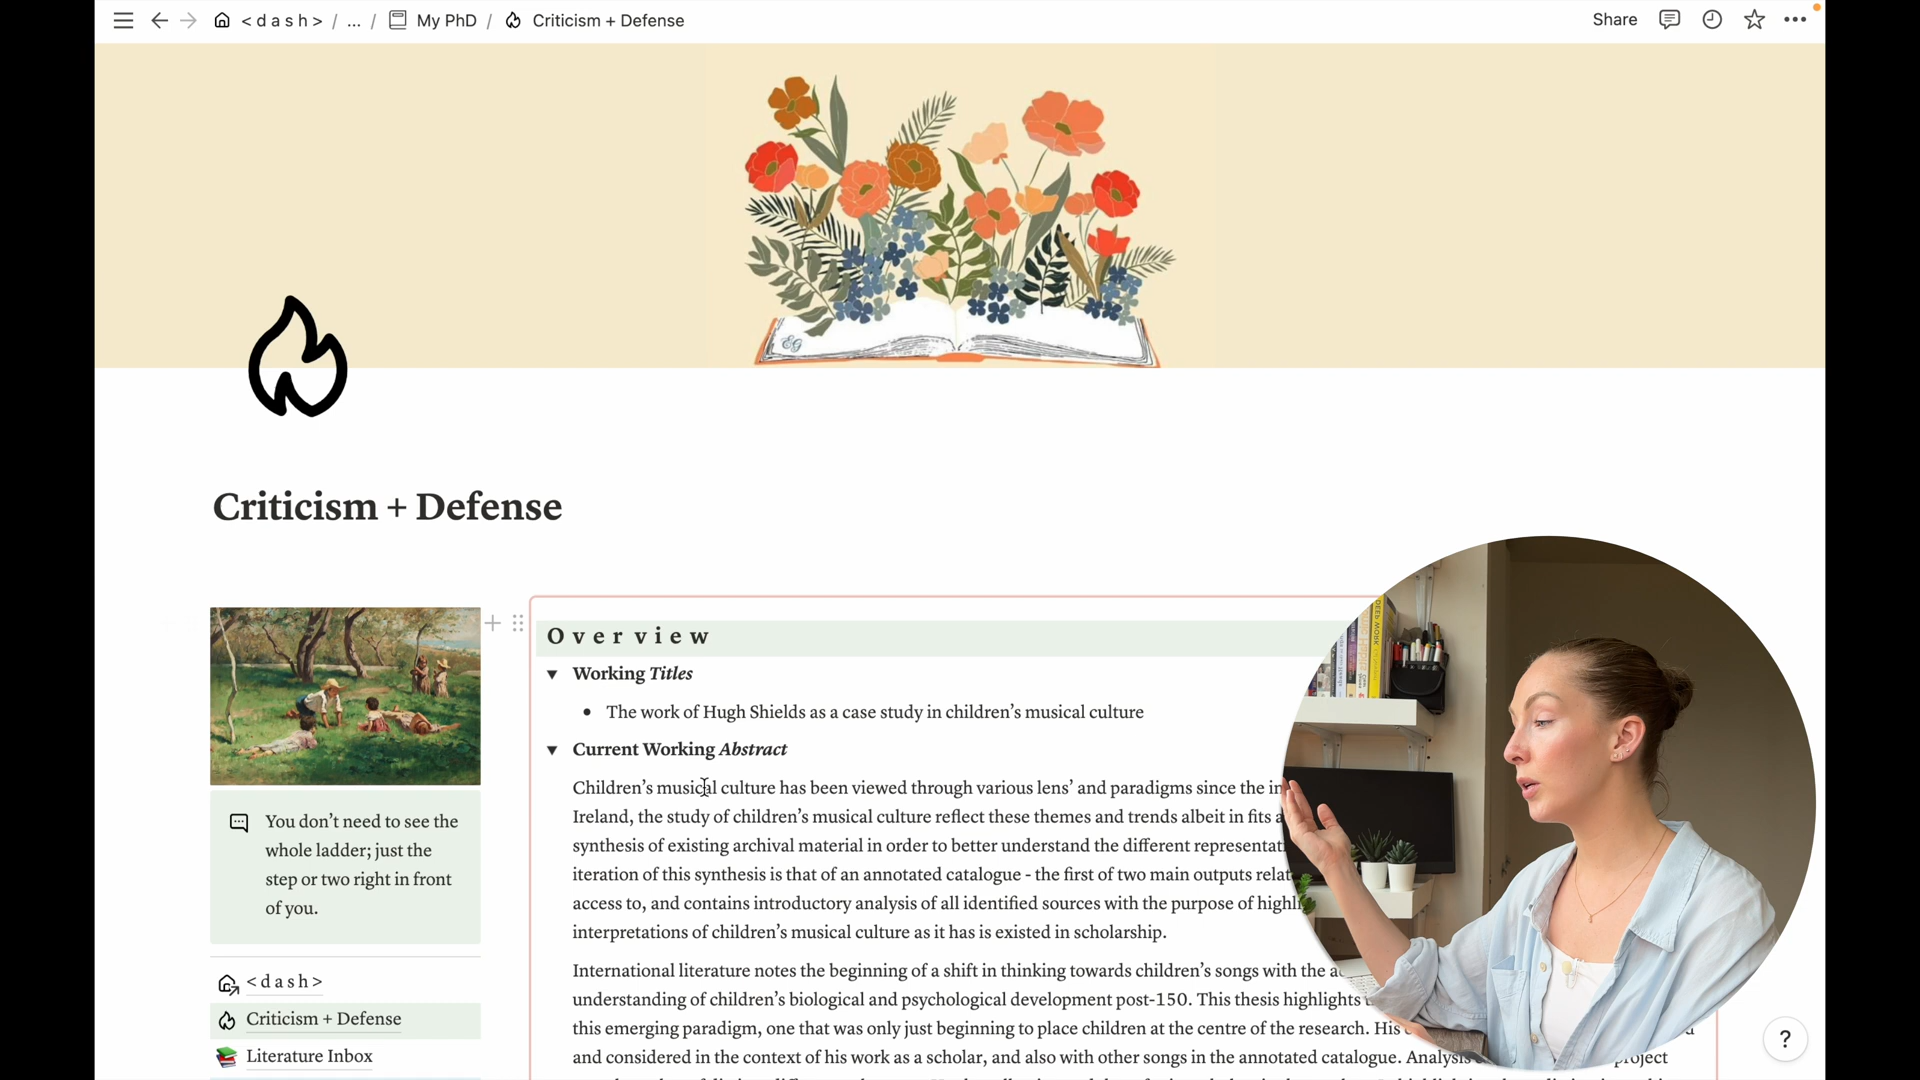 <dash> / ... / My PhD / Criticism + Defense
Share
EG
Criticism + Defense
Overview
Working Titles
The work of Hugh Shields as a case study in children's musical culture
Current Working Abstract
Children's musical culture has been viewed through various lens' and paradigms since the
Ireland, the study of children's musical culture reflect these themes and trends albeit in fits
synthesis of existing archival material in order to better understand the different
iteration of this synthesis is that of an annotated catalogue - the first of two main outputs
access to, and contains introductory analysis of all identified sources with the purpose of
interpretations of children's musical culture as it has is existed in scholarship.
International literature notes the beginning of a shift in thinking towards children's songs with the
understanding of children's biological and psychological development post-150. This thesis highlights
this emerging paradigm, one that was only just beginning to place children at the centre of the research. His
and considered in the context of his work as a scholar, and also with other songs in the annotated catalogue. project
You don't need to see the
whole ladder; just the
step or two right in front
of you.
<dash>
Criticism + Defense
Literature Inbox
DEEP WORK
?